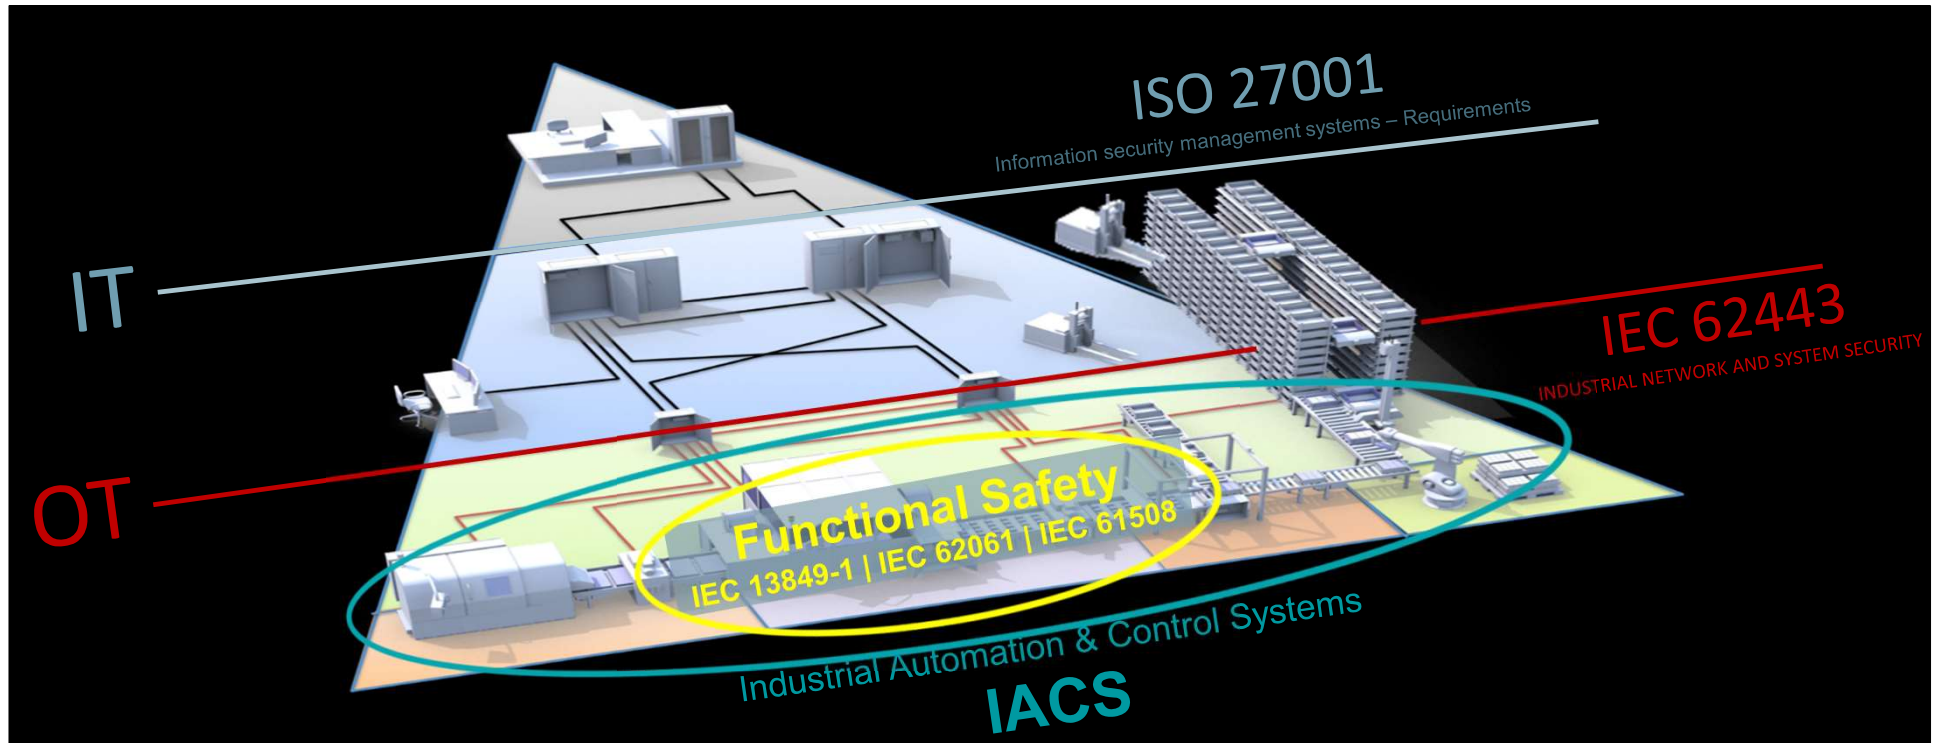 ISO 27001
Information security management systems – Requirements
IT
IEC 62443
INDUSTRIAL NETWORK AND SYSTEM SECURITY
OT
Functional Safety
IEC 13849-1 | IEC 62061 | IEC 61508
Industrial Automation & Control Systems
IACS